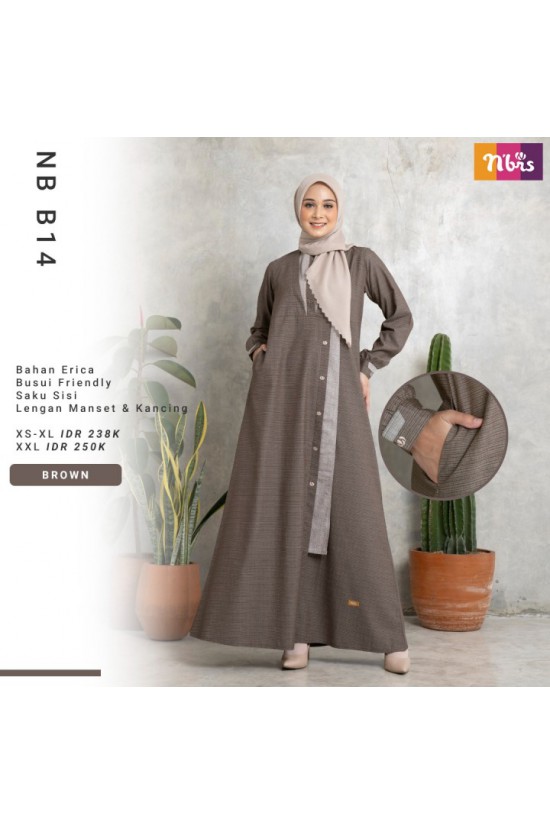 NB B14
N'brs
Bahan Erica
Busui Friendly
Saku Sisi
Lengan Manset & Kancing
XS-XL IDR 238K
XXL IDR 250K
BROWN